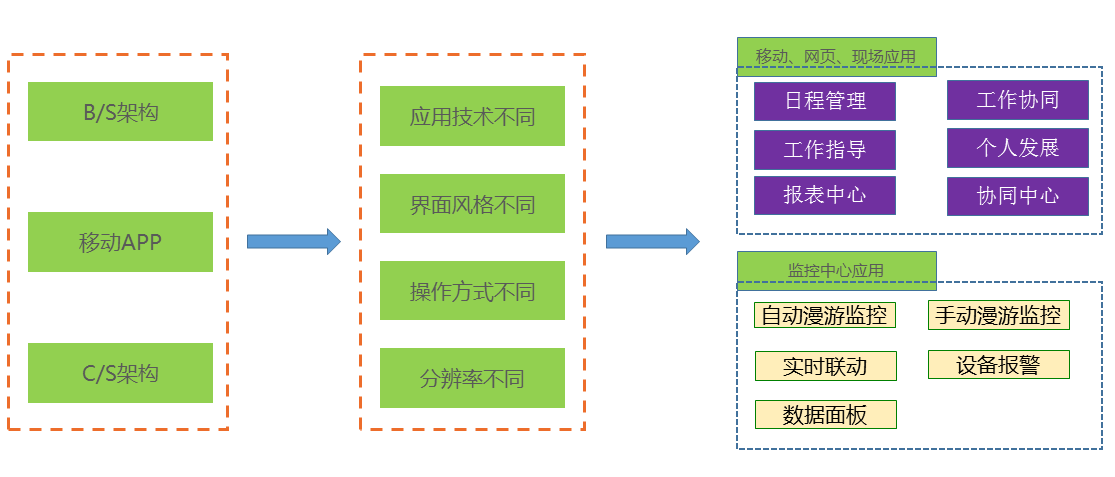 B/S架构
移动APP
C/S架构
应用技术不同
界面风格不同
操作方式不同
分辨率不同
移动、网页、现场应用
日程管理
工作协同
工作指导
个人发展
报表中心
协同中心
监控中心应用
自动漫游监控
手动漫游监控
实时联动
设备报警
数据面板